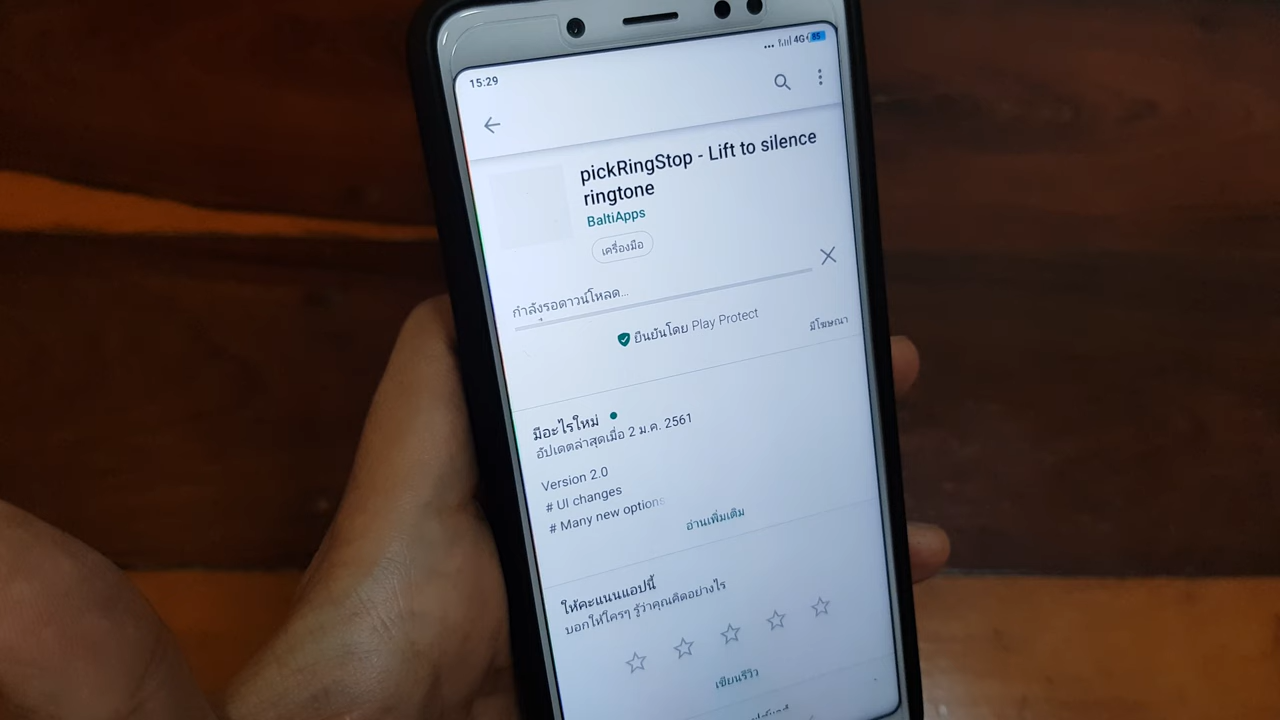 15:29
4G 85
pickRingStop - Lift to silence
ringtone
BaltiApps
เครื่องมือ
กำลังรอดาวน์โหลด...
ยืนยันโดย Play Protect
มีโฆษณา
มีอะไรใหม่
อัปเดตล่าสุดเมื่อ 2 ม.ค. 2561
Version 2.0
# UI changes
# Many new options
อ่านเพิ่มเติม
ให้คะแนนแอปนี้
บอกให้ใครๆ รู้ว่าคุณคิดอย่างไร
เขียนรีวิว